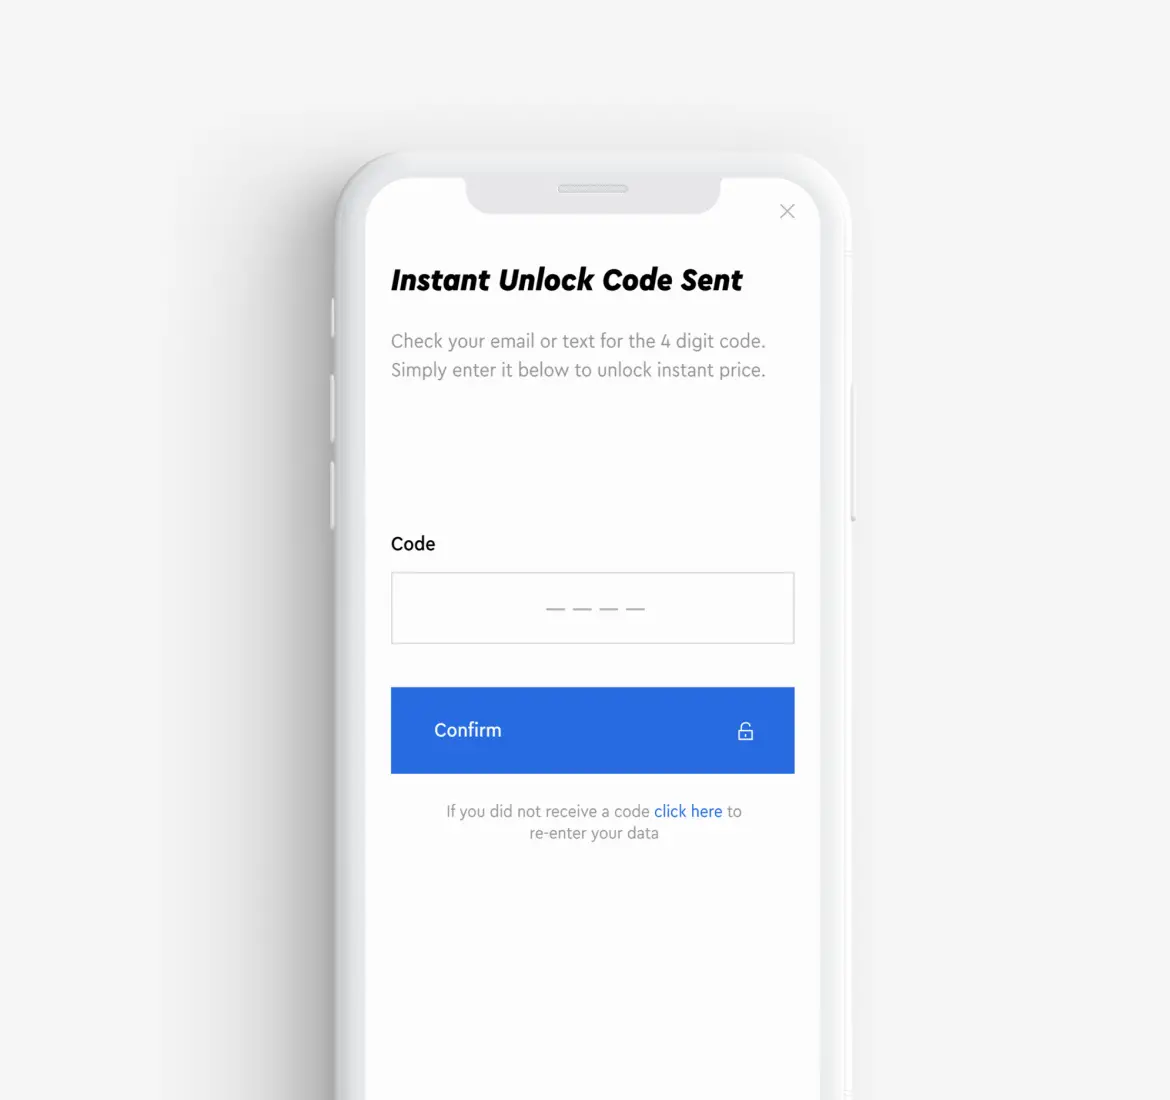 Instant Unlock Code Sent
Check your email or text for the 4 digit code.
Simply enter it below to unlock instant price.
Code
Confirm
If you did not receive a code click here to
re-enter your data